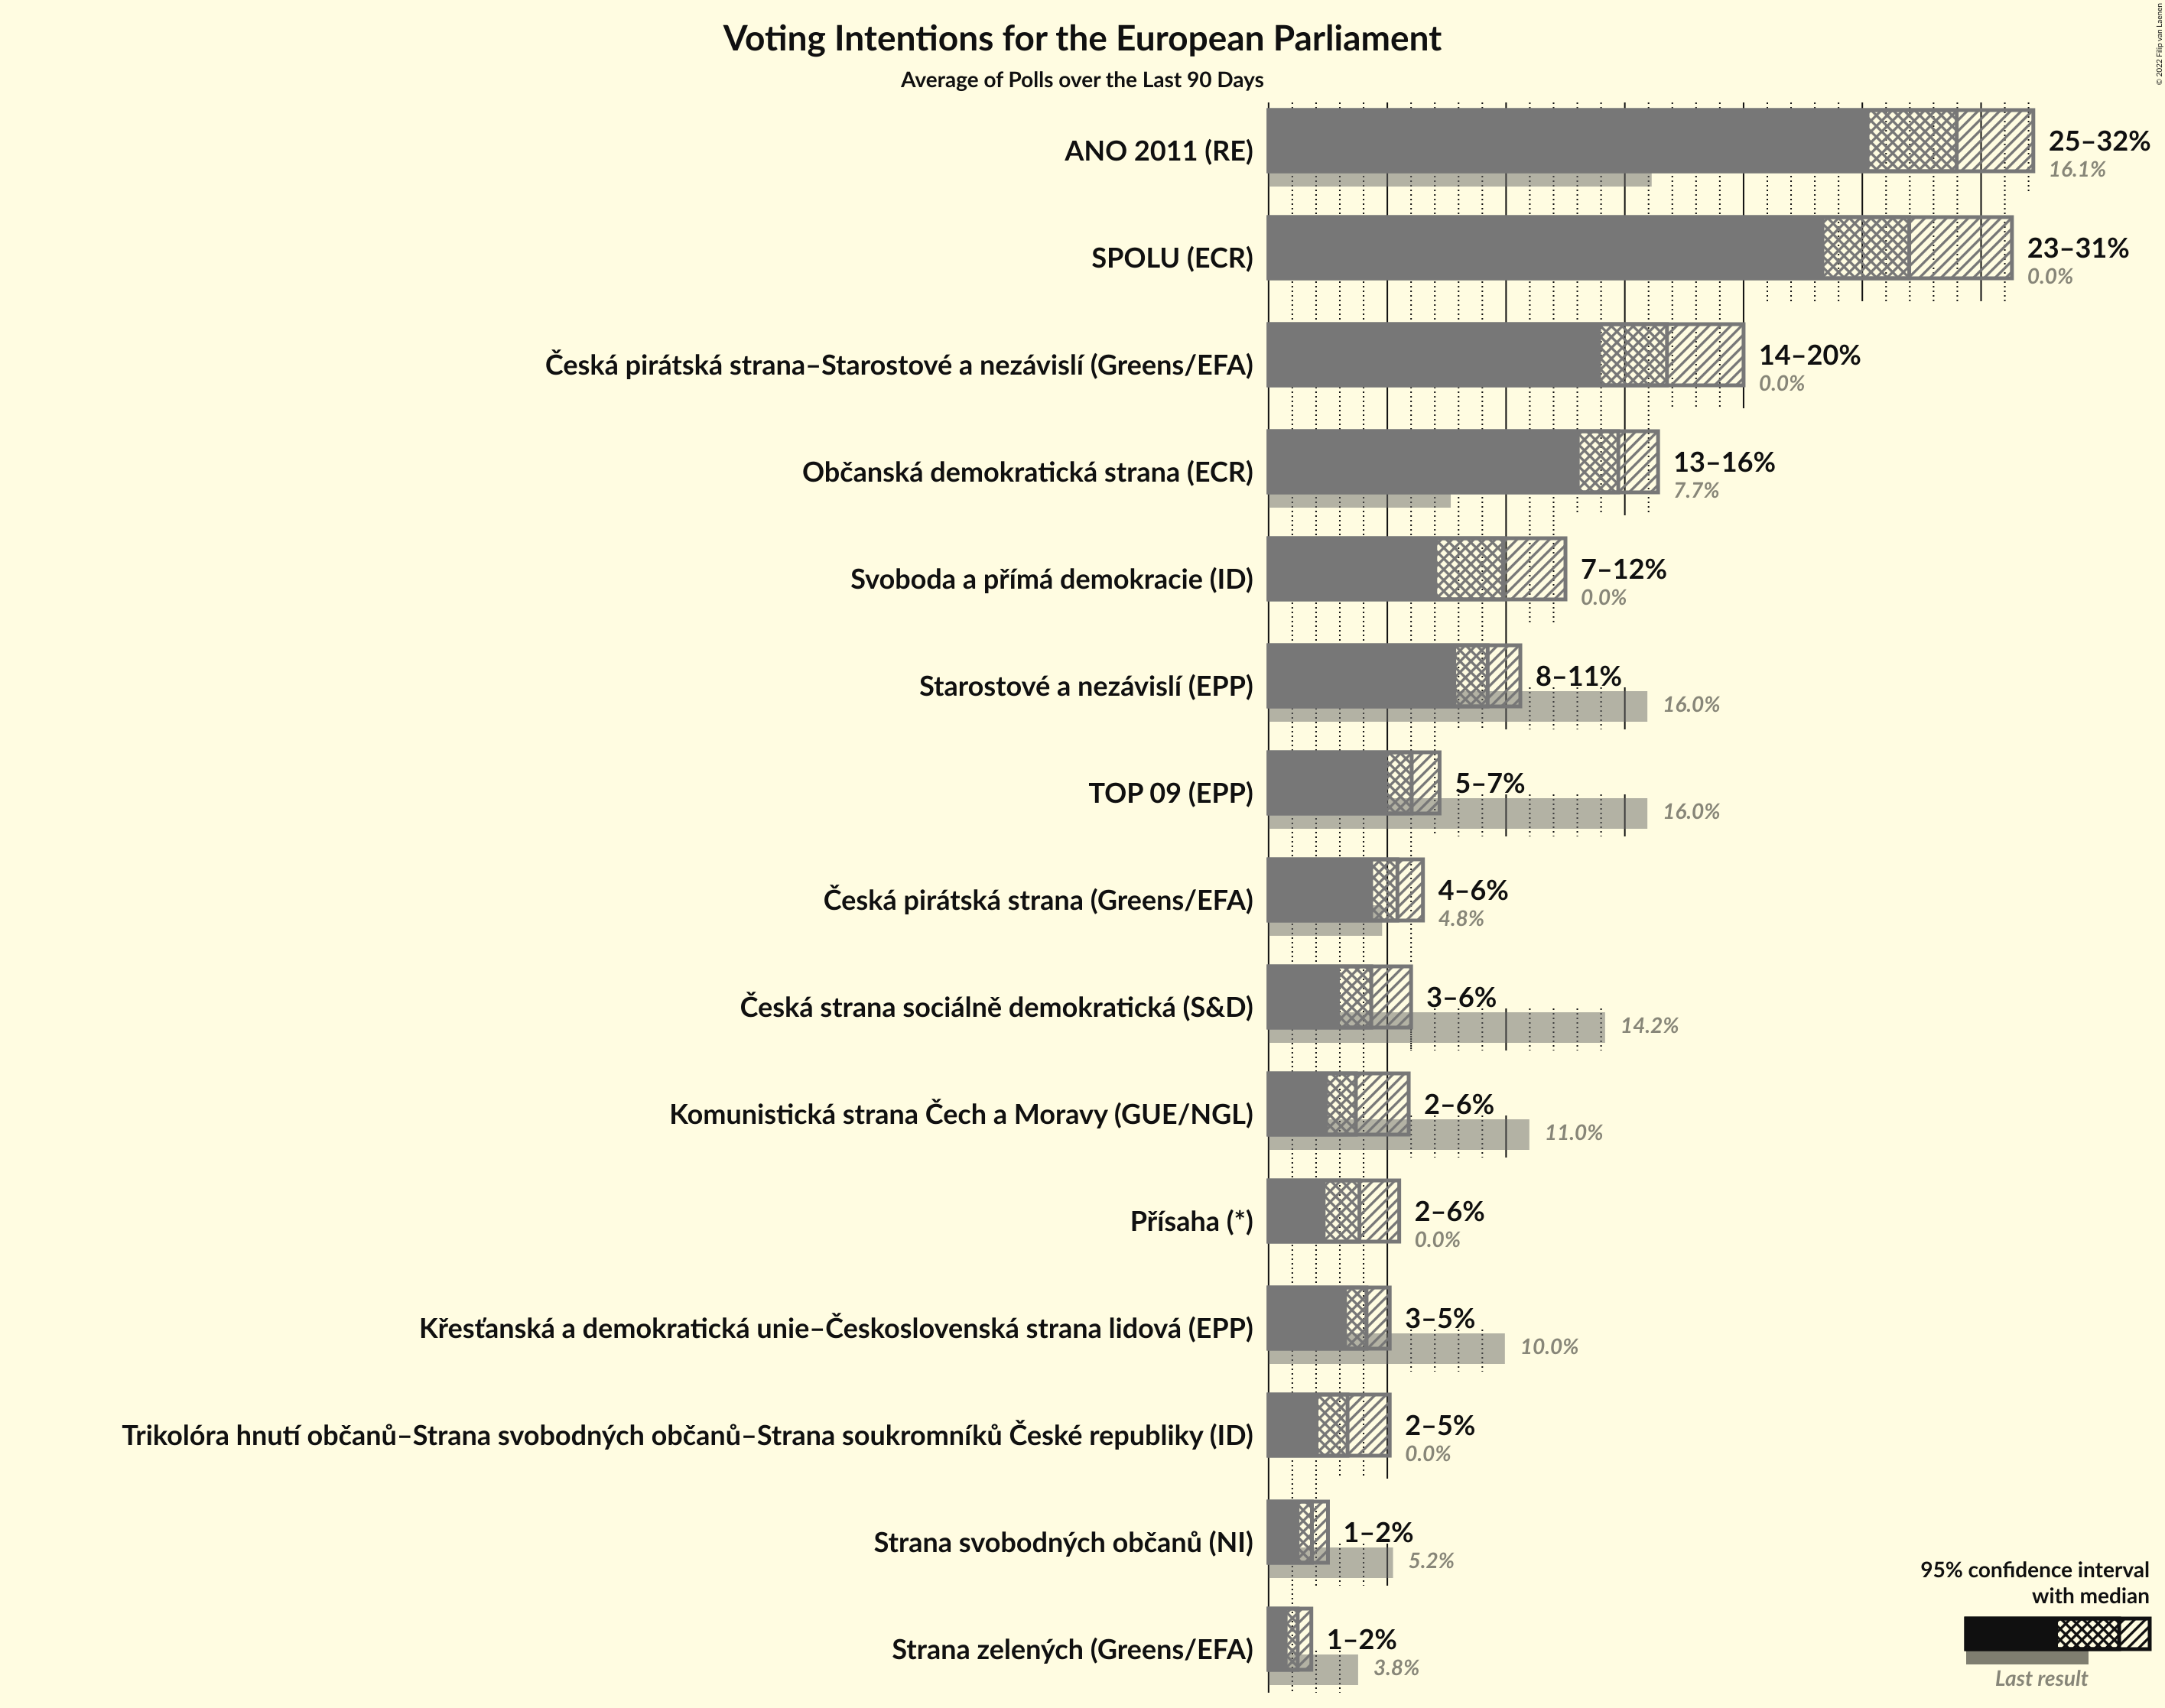 Voting Intentions for the European Parliament
Average of Polls over the Last 90 Days
© 2022 Filip van Laenen
ANO 2011 (RE)
25–32%
16.1%
SPOLU (ECR)
23–31%
0.0%
Česká pirátská strana–Starostové a nezávislí (Greens/EFA)
14–20%
0.0%
Občanská demokratická strana (ECR)
13–16%
7.7%
Svoboda a přímá demokracie (ID)
7–12%
0.0%
Starostové a nezávislí (EPP)
8–11%
16.0%
TOP 09 (EPP)
5–7%
16.0%
Česká pirátská strana (Greens/EFA)
4–6%
4.8%
Česká strana sociálně demokratická (S&D)
3–6%
14.2%
Komunistická strana Čech a Moravy (GUE/NGL)
2–6%
11.0%
Přísaha (*)
2–6%
0.0%
Křesťanská a demokratická unie–Československá strana lidová (EPP)
3–5%
10.0%
Trikolóra hnutí občanů–Strana svobodných občanů–Strana soukromníků České republiky (ID)
2–5%
0.0%
Strana svobodných občanů (NI)
1–2%
5.2%
Strana zelených (Greens/EFA)
1–2%
3.8%
95% confidence interval
with median
Last result